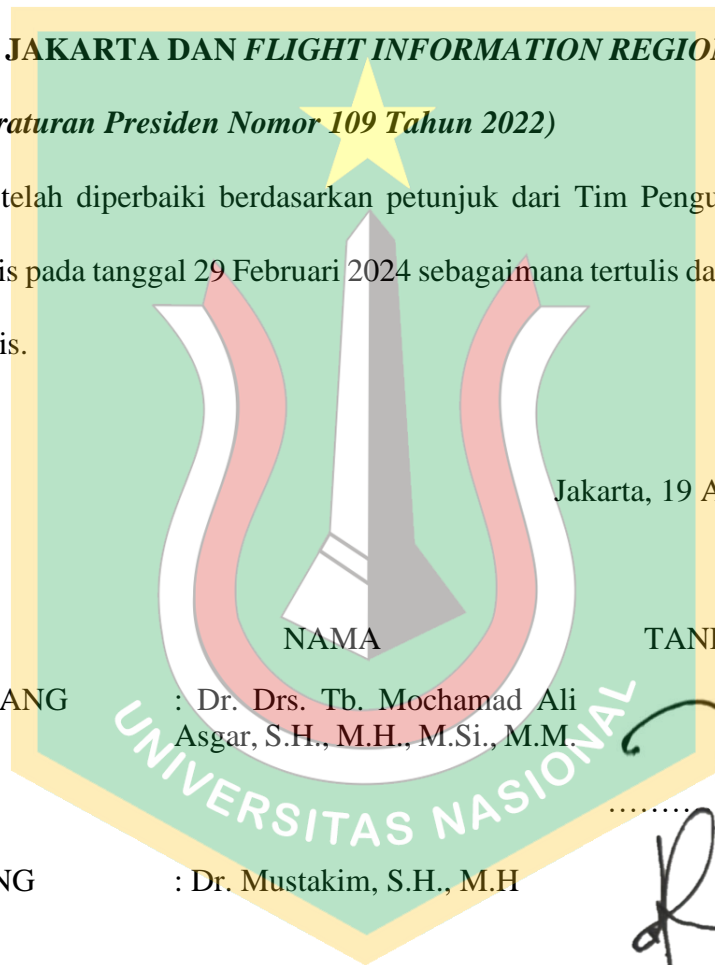 JAKARTA DAN FLIGHT INFORMATION REGION
raturan Presiden Nomor 109 Tahun 2022)
telah diperbaiki berdasarkan petunjuk dari Tim Pengu
is pada tanggal 29 Februari 2024 sebagaimana tertulis da
is.
Jakarta, 19 A
NAMA TAN
ANG : Dr. Drs. Tb. Mochamad Ali
Asgar, S.H., M.H., M.Si., M.M.
………
NG : Dr. Mustakim, S.H., M.H
UNIVERSITAS NASIONAL